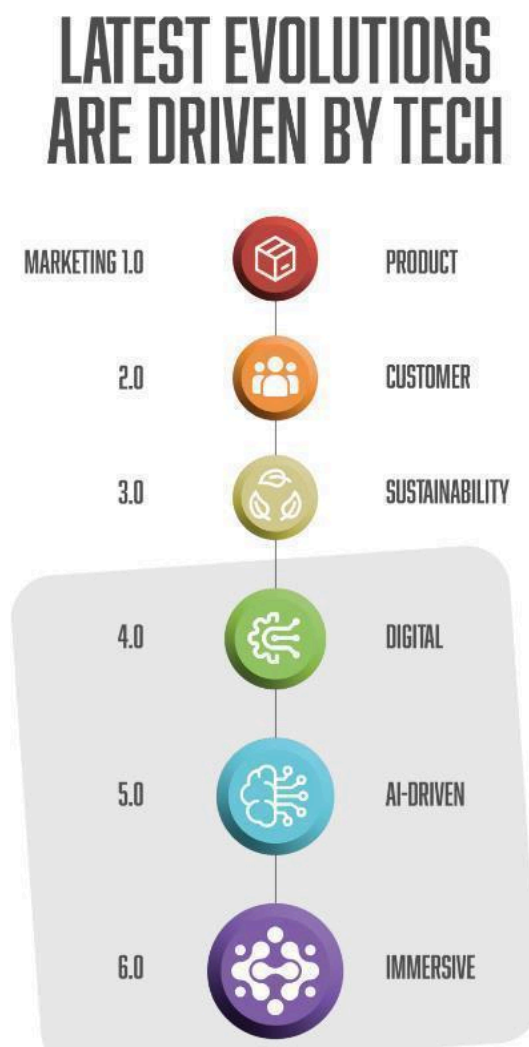 LATEST EVOLUTIONS
ARE DRIVEN BY TECH
MARKETING 1.0 PRODUCT
2.0 CUSTOMER
3.0 SUSTAINABILITY
4.0 DIGITAL
5.0 AI-DRIVEN
6.0 IMMERSIVE